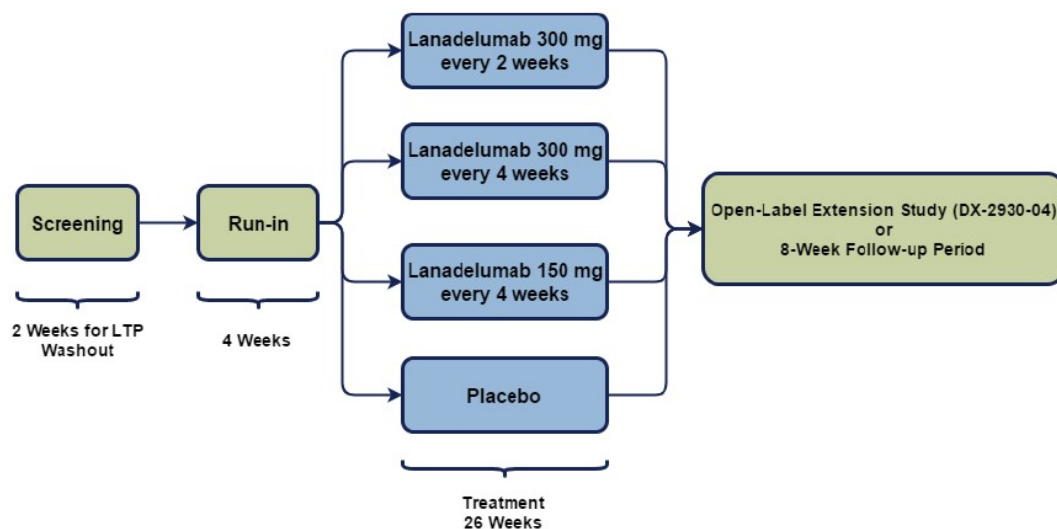 Screening
2 Weeks for LTP
Washout
Run-in
4 Weeks
Lanadelumab 300 mg
every 2 weeks
Lanadelumab 300 mg
every 4 weeks
Lanadelumab 150 mg
every 4 weeks
Placebo
Treatment
26 Weeks
Open-Label Extension Study (DX-2930-04)
or
8-Week Follow-up Period